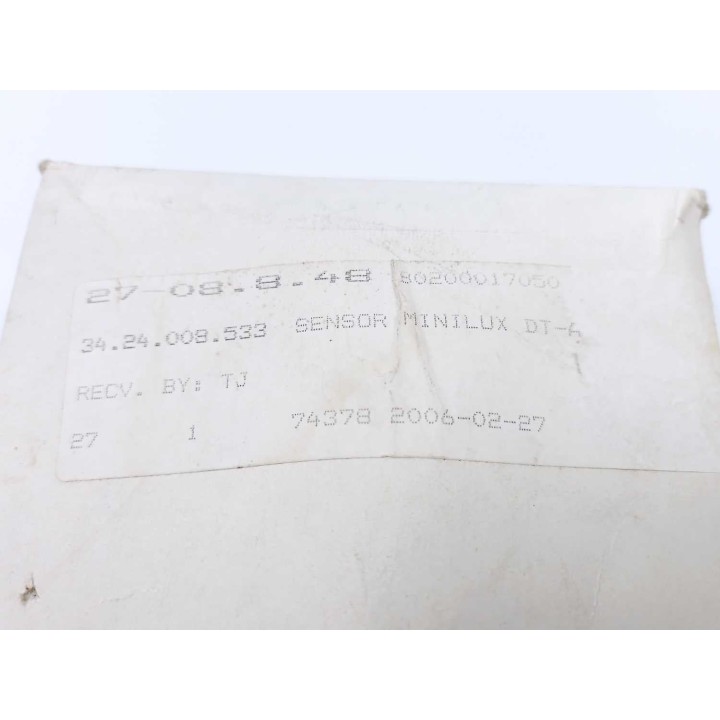 27-08.8.48 80200017050
34.24.008.533 SENSOR MINILUX DT-4
1
RECV. BY: TJ
27 1 74378 2006-02-27